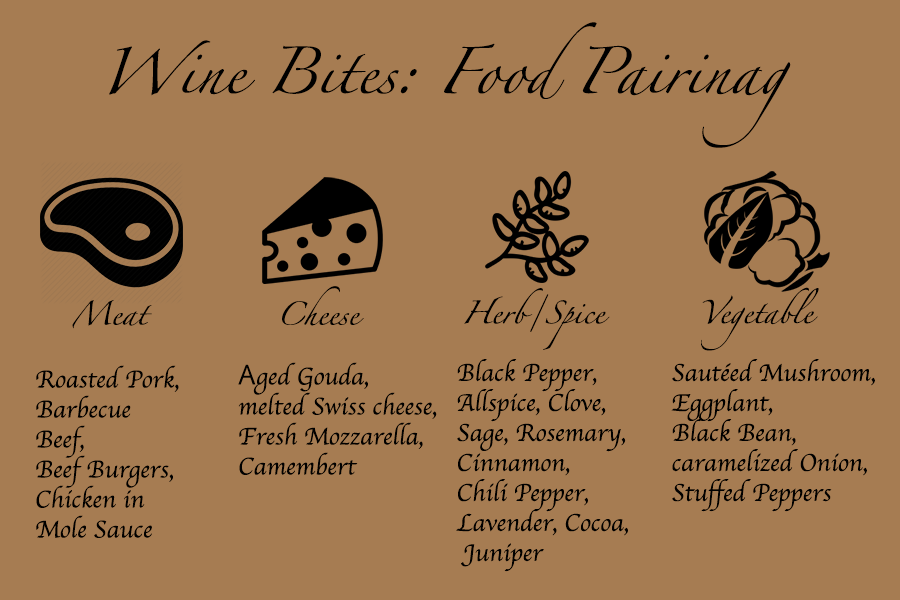 Wine Bites: Food Pairinag
Meat
Roasted Pork,
Barbecue
Beef,
Beef Burgers,
Chicken in
Mole Sauce
Cheese
Aged Gouda,
melted Swiss cheese,
Fresh Mozzarella,
Camembert
Herb/Spice
Black Pepper,
Allspice, Clove,
Sage, Rosemary,
Cinnamon,
Chili Pepper,
Lavender, Cocoa,
Juniper
Vegetable
Sautéed Mushroom,
Eggplant,
Black Bean,
caramelized Onion,
Stuffed Peppers